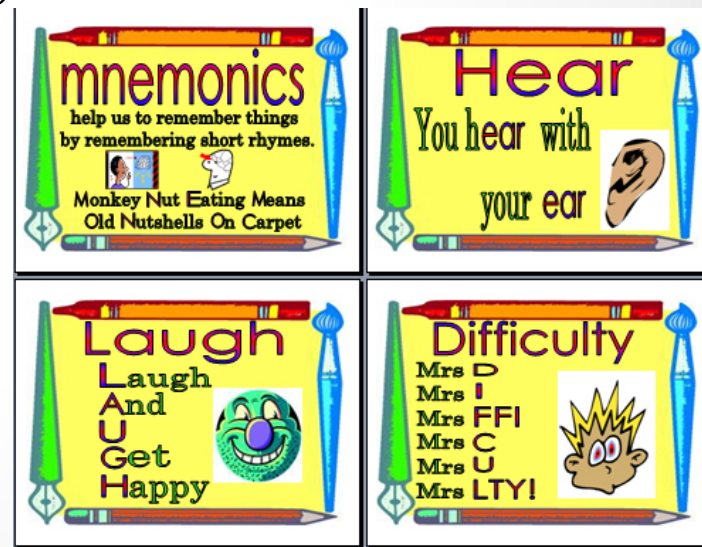 mnemonics
help us to remember things
by remembering short rhymes.
Monkey Nut Eating Means
Old Nutshells On Carpet
Hear
You hear with
your ear
Laugh
Laugh
And
U
Get
Happy
Difficulty
Mrs D
Mrs I
Mrs FFI
Mrs C
Mrs U
Mrs LTY!